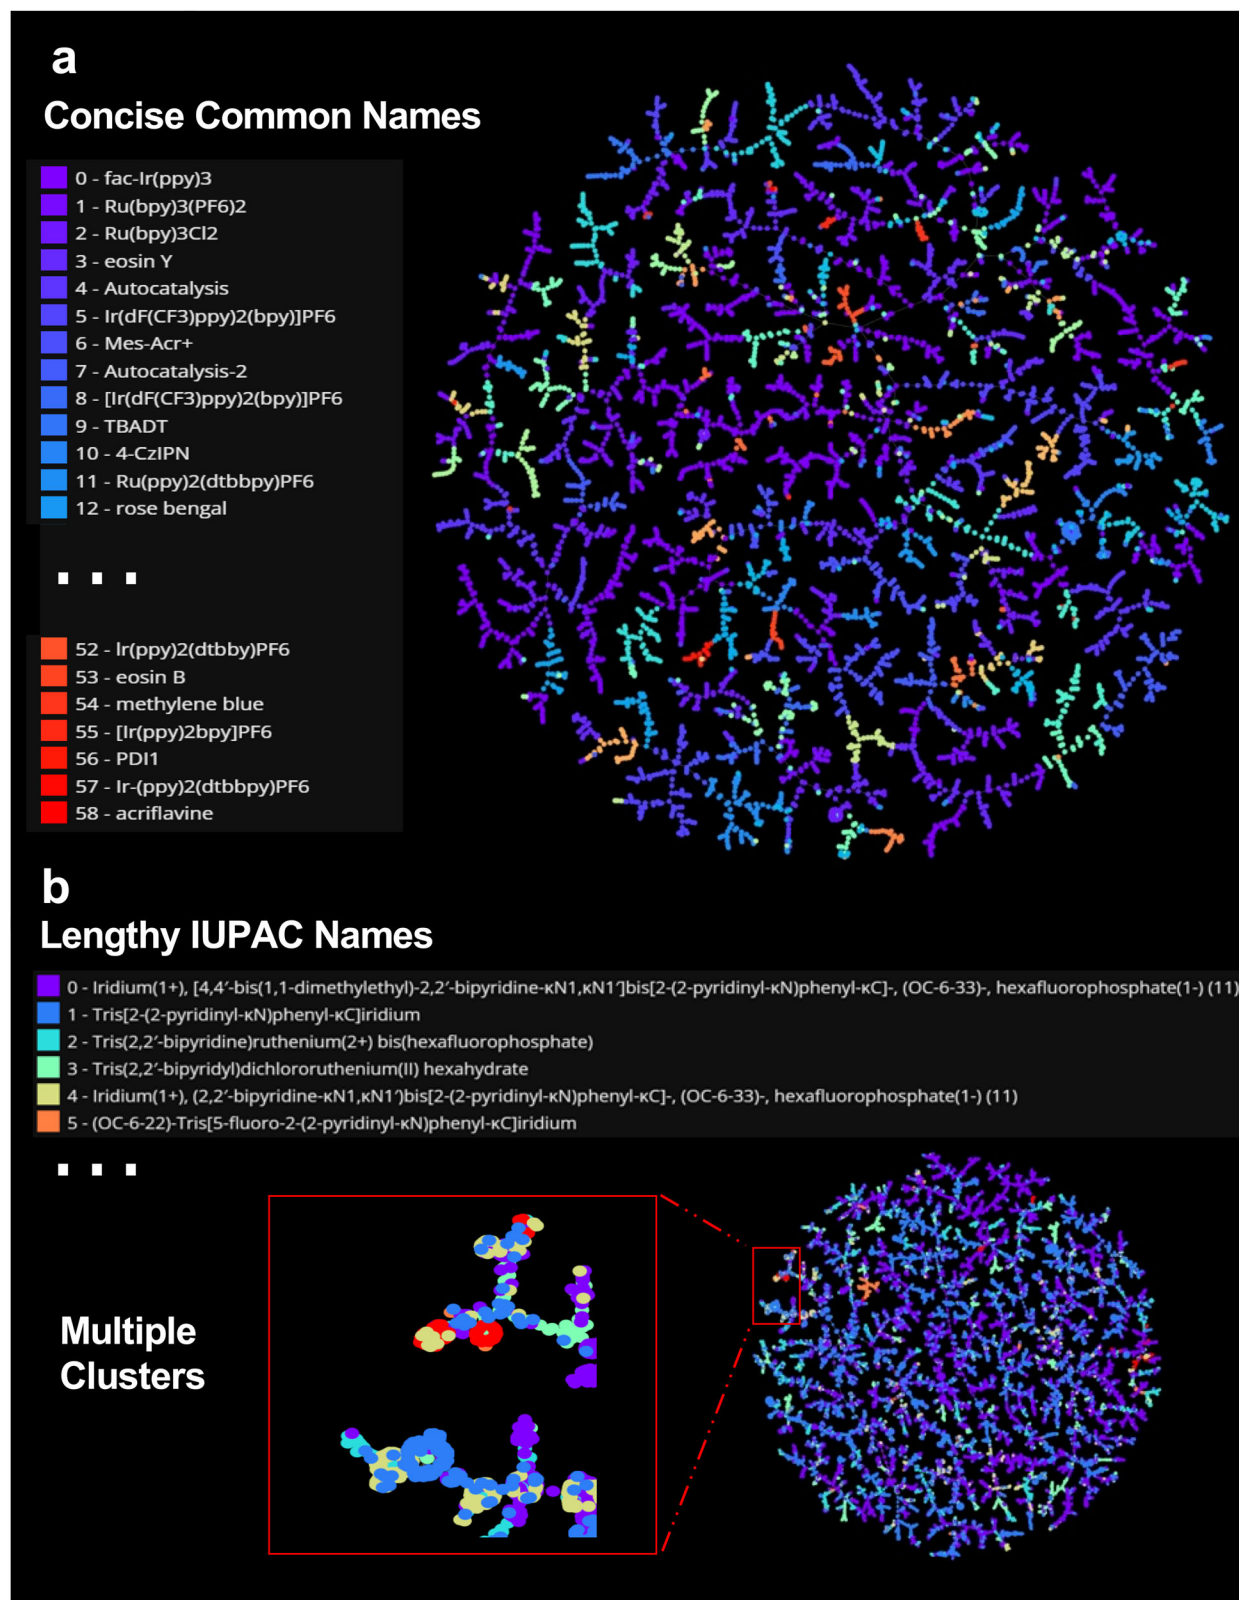 a
Concise Common Names
0 - fac-Ir(ppy)3
1 - Ru(bpy)3(PF6)2
2 - Ru(bpy)3Cl2
3 - eosin Y
4 - Autocatalysis
5 - Ir(dF(CF3)ppy)2(bpy)]PF6
6 - Mes-Acr+
7 - Autocatalysis-2
8 - [Ir(dF(CF3)ppy)2(bpy)]PF6
9 - TBADT
10 - 4-CzIPN
11 - Ru(ppy)2(dtbbpy)PF6
12 - rose bengal
. . .
52 - Ir(ppy)2(dtbby)PF6
53 - eosin B
54 - methylene blue
55 - [Ir(ppy)2bpy]PF6
56 - PDI1
57 - Ir-(ppy)2(dtbbpy)PF6
58 - acriflavine
b
Lengthy IUPAC Names
0 - Iridium(1+), [4,4′-bis(1,1-dimethylethyl)-2,2′-bipyridine-κN1,κN1′]bis[2-(2-pyridinyl-κN)phenyl-κC]-, (OC-6-33)-, hexafluorophosphate(1-) (11)
1 - Tris[2-(2-pyridinyl-κN)phenyl-κC]iridium
2 - Tris(2,2′-bipyridine)ruthenium(2+) bis(hexafluorophosphate)
3 - Tris(2,2′-bipyridyl)dichlororuthenium(II) hexahydrate
4 - Iridium(1+), (2,2′-bipyridine-κN1,κN1′)bis[2-(2-pyridinyl-κN)phenyl-κC]-, (OC-6-33)-, hexafluorophosphate(1-) (11)
5 - (OC-6-22)-Tris[5-fluoro-2-(2-pyridinyl-κN)phenyl-κC]iridium
. . .
Multiple
Clusters